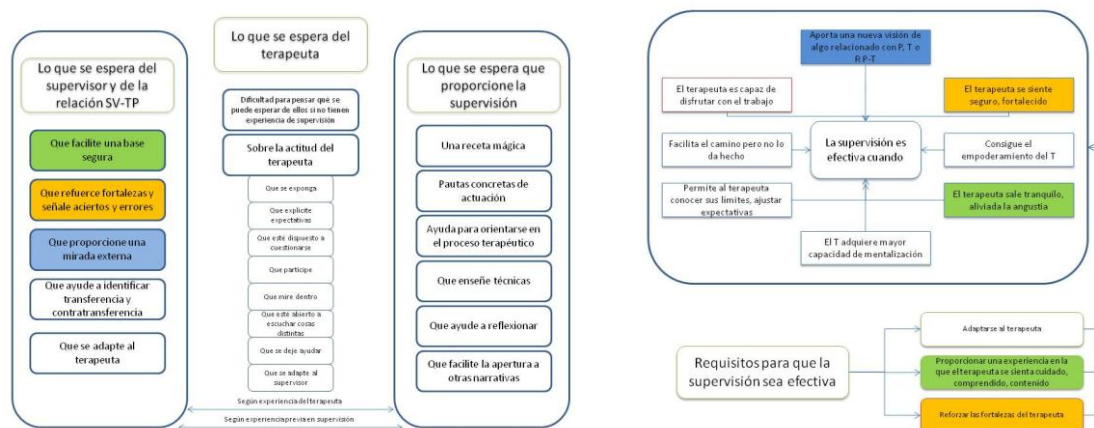 Lo que se espera del
supervisor y de la
relación SV-TP
Que facilite una base
segura
Que refuerce fortalezas y
señale aciertos y errores
Que proporcione una
mirada externa
Que ayude a identificar
transferencia y
contratransferencia
Que se adapte al
terapeuta
Lo que se espera del
terapeuta
Dificultad para pensar qué se
puede esperar de ellos si no tienen
experiencia de supervisión
Sobre la actitud del
terapeuta
Que se exponga
Que explicite
expectativas
Que esté dispuesto a
cuestionarse
Que participe
Que mire dentro
Que esté abierto a
escuchar cosas
distintas
Que se deje ayudar
Que se adapte al
supervisor
Según experiencia del terapeuta
Según experiencia previa en supervisión
Lo que se espera que
proporcione la
supervisión
Una receta mágica
Pautas concretas de
actuación
Ayuda para orientarse en
el proceso terapéutico
Que enseñe técnicas
Que ayude a reflexionar
Que facilite la apertura a
otras narrativas
Aporta una nueva visión de
algo relacionado con P, T o
R P-T
El terapeuta es capaz de
disfrutar con el trabajo
El terapeuta se siente
seguro, fortalecido
Facilita el camino pero no lo
da hecho
La supervisión es
efectiva cuando
Consigue el
empoderamiento del T
Permite al terapeuta
conocer sus limites, ajustar
expectativas
El terapeuta sale tranquilo,
aliviada la angustia
El T adquiere mayor
capacidad de mentalización
Requisitos para que la
supervisión sea efectiva
Adaptarse al terapeuta
Proporcionar una experiencia en la
que el terapeuta se sienta cuidado,
comprendido, contenido
Reforzar las fortalezas del terapeuta